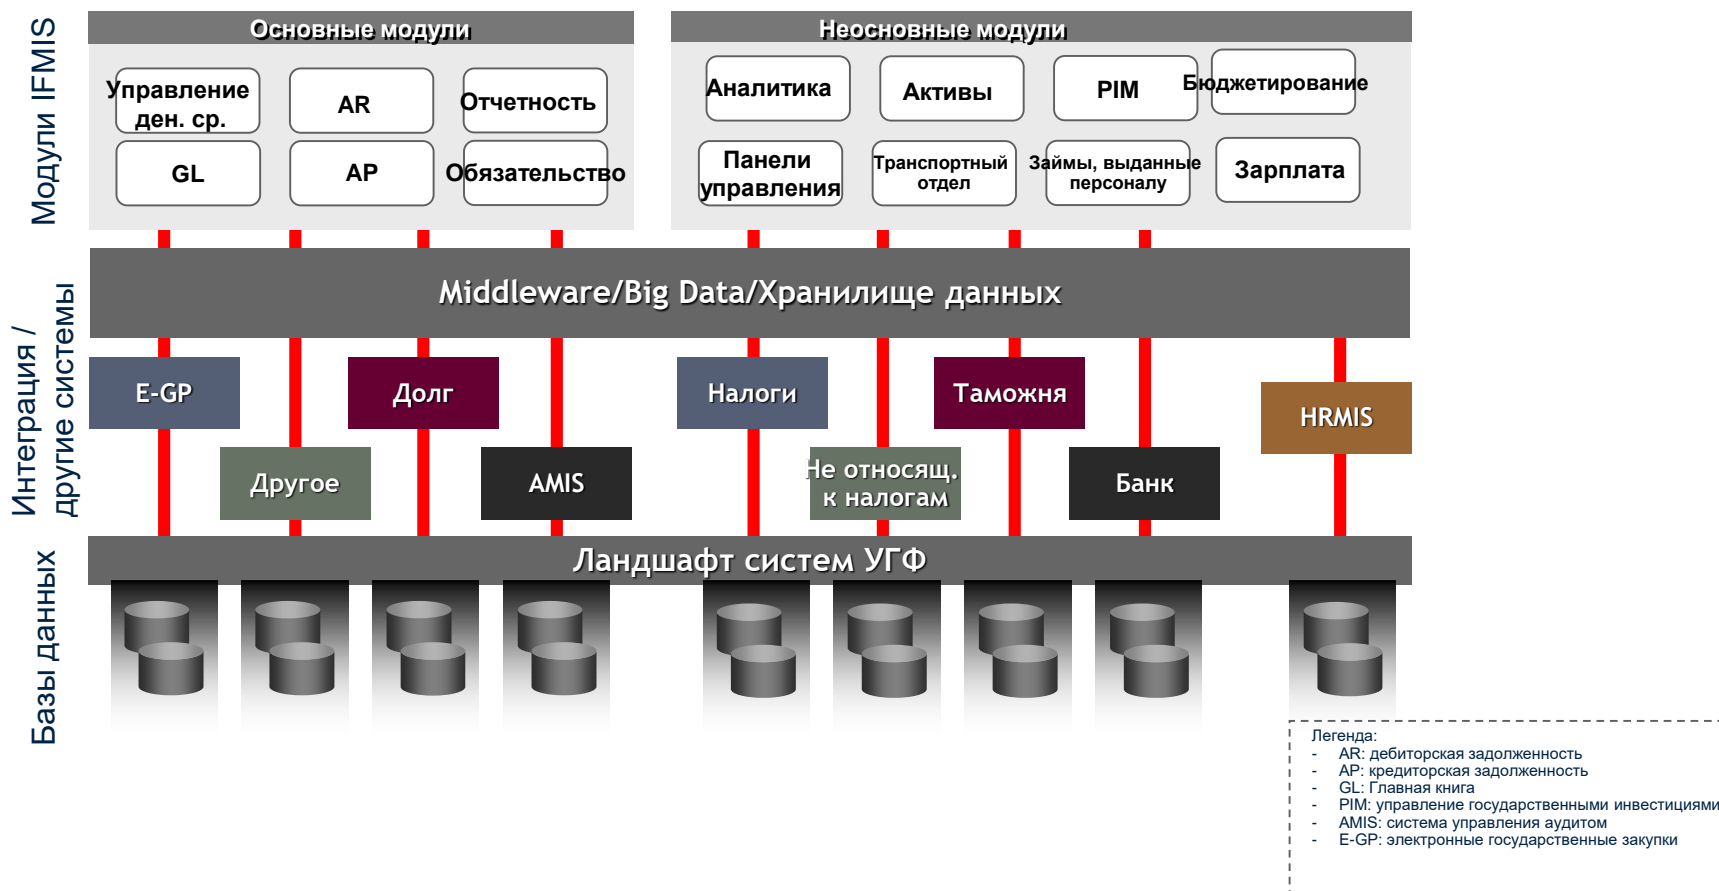 Модули IFMIS
Основные модули
Управление
ден. ср.
AR
Отчетность
GL
AP
Обязательство
Неосновные модули
Аналитика
Активы
PIM
Бюджетирование
Панели
управления
Транспортный
отдел
Займы, выданные
персоналу
Зарплата
Middleware/Big Data/Хранилище данных
Интеграция /
другие системы
E-GP
Долг
Налоги
Таможня
HRMIS
Другое
AMIS
Не относящ.
к налогам
Банк
Ландшафт систем УГФ
Базы данных
Легенда:
- AR: дебиторская задолженность
- AP: кредиторская задолженность
- GL: Главная книга
- PIM: управление государственными инвестициями
- AMIS: система управления аудитом
- E-GP: электронные государственные закупки